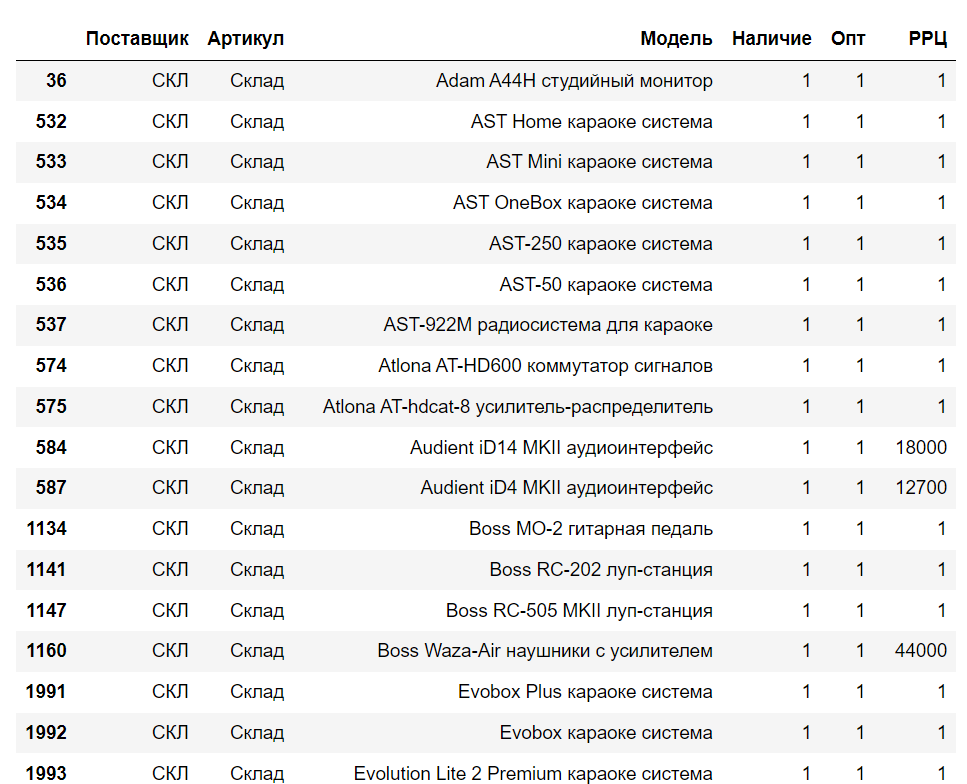 Поставщик Артикул Модель Наличие Опт РРЦ
36 СКЛ Склад Adam A44H студийный монитор 1 1 1
532 СКЛ Склад AST Home караоке система 1 1 1
533 СКЛ Склад AST Mini караоке система 1 1 1
534 СКЛ Склад AST OneBox караоке система 1 1 1
535 СКЛ Склад AST-250 караоке система 1 1 1
536 СКЛ Склад AST-50 караоке система 1 1 1
537 СКЛ Склад AST-922M радиосистема для караоке 1 1 1
574 СКЛ Склад Atlona AT-HD600 коммутатор сигналов 1 1 1
575 СКЛ Склад Atlona AT-hdcat-8 усилитель-распределитель 1 1 1
584 СКЛ Склад Audient iD14 MKII аудиоинтерфейс 1 1 18000
587 СКЛ Склад Audient iD4 MKII аудиоинтерфейс 1 1 12700
1134 СКЛ Склад Boss MO-2 гитарная педаль 1 1 1
1141 СКЛ Склад Boss RC-202 луп-станция 1 1 1
1147 СКЛ Склад Boss RC-505 MKII луп-станция 1 1 1
1160 СКЛ Склад Boss Waza-Air наушники с усилителем 1 1 44000
1991 СКЛ Склад Evobox Plus караоке система 1 1 1
1992 СКЛ Склад Evobox караоке система 1 1 1
1993 СКЛ Склад Evolution Lite 2 Premium караоке система 1 1 1